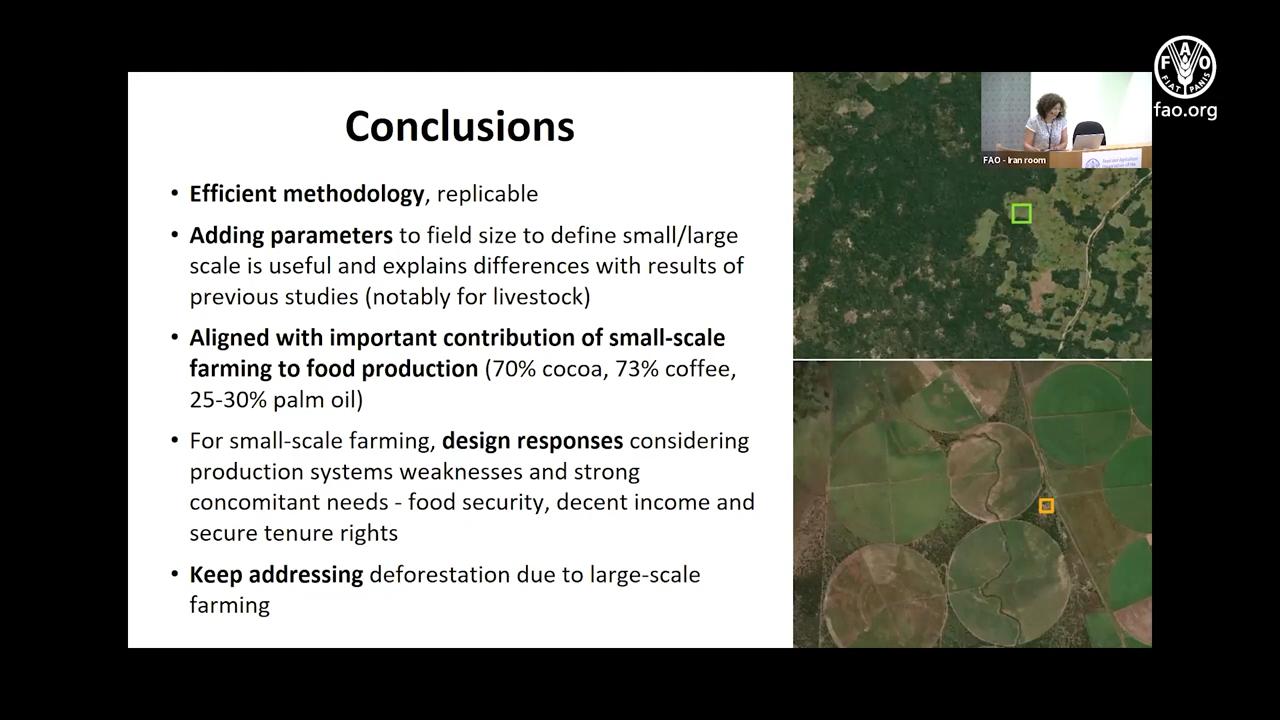 Conclusions
• Efficient methodology, replicable
• Adding parameters to field size to define small/large
scale is useful and explains differences with results of
previous studies (notably for livestock)
• Aligned with important contribution of small-scale
farming to food production (70% cocoa, 73% coffee,
25-30% palm oil)
• For small-scale farming, design responses considering
production systems weaknesses and strong
concomitant needs - food security, decent income and
secure tenure rights
• Keep addressing deforestation due to large-scale
farming
FAO - Iran room
F A O
FIAT PANIS
fao.org